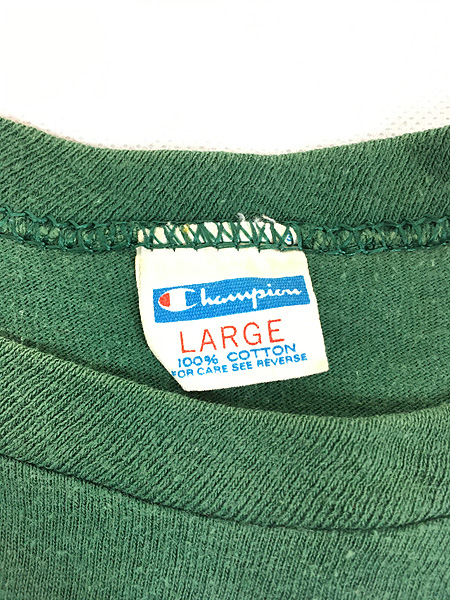 Champion
LARGE
100% COTTON
FOR CARE SEE REVERSE